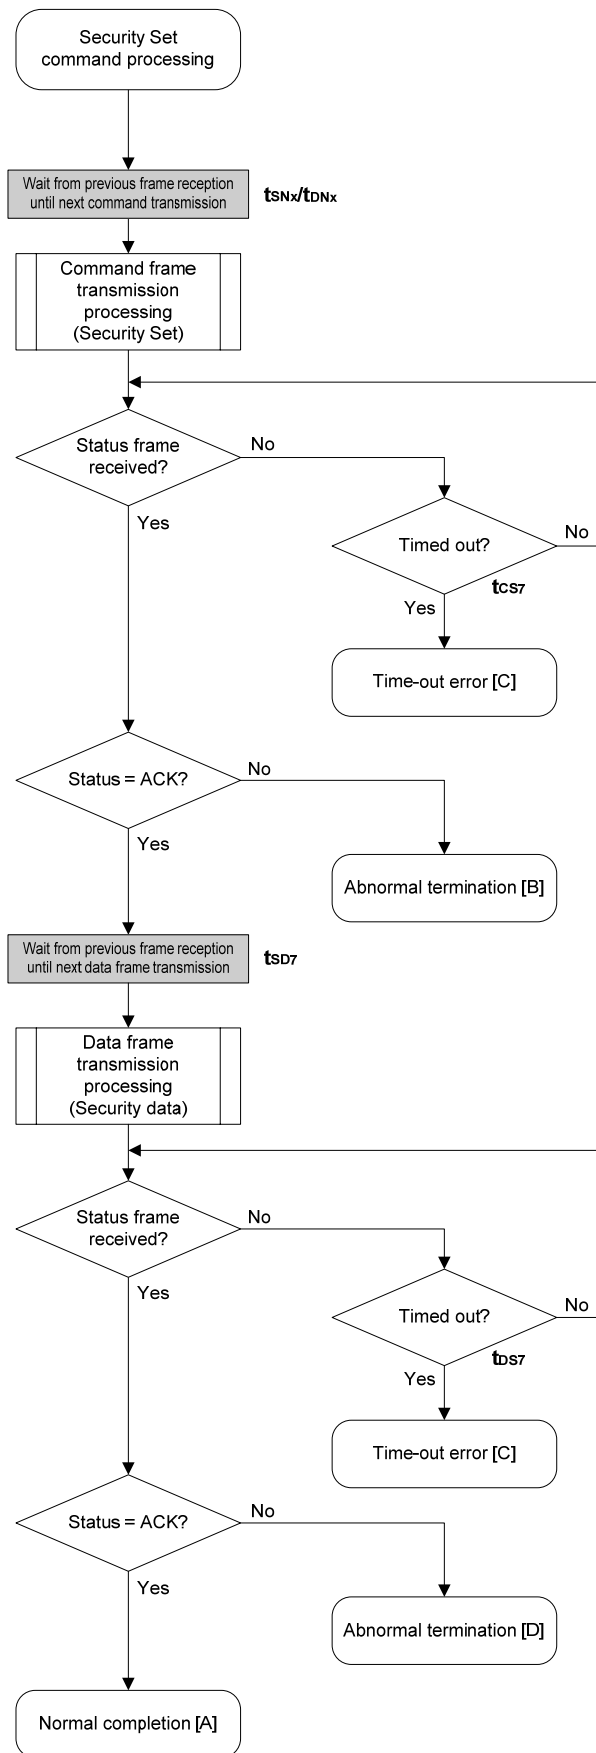 Security Set
command processing
Wait from previous frame reception
until next command transmission
tSNx/tDNx
Command frame
transmission
processing
(Security Set)
Status frame
received?
No
Yes
Timed out?
No
tCS7
Yes
Time-out error [C]
Status = ACK?
No
Yes
Abnormal termination [B]
Wait from previous frame reception
until next data frame transmission
tSD7
Data frame
transmission
processing
(Security data)
Status frame
received?
No
Yes
Timed out?
No
tDS7
Yes
Time-out error [C]
Status = ACK?
No
Yes
Abnormal termination [D]
Normal completion [A]